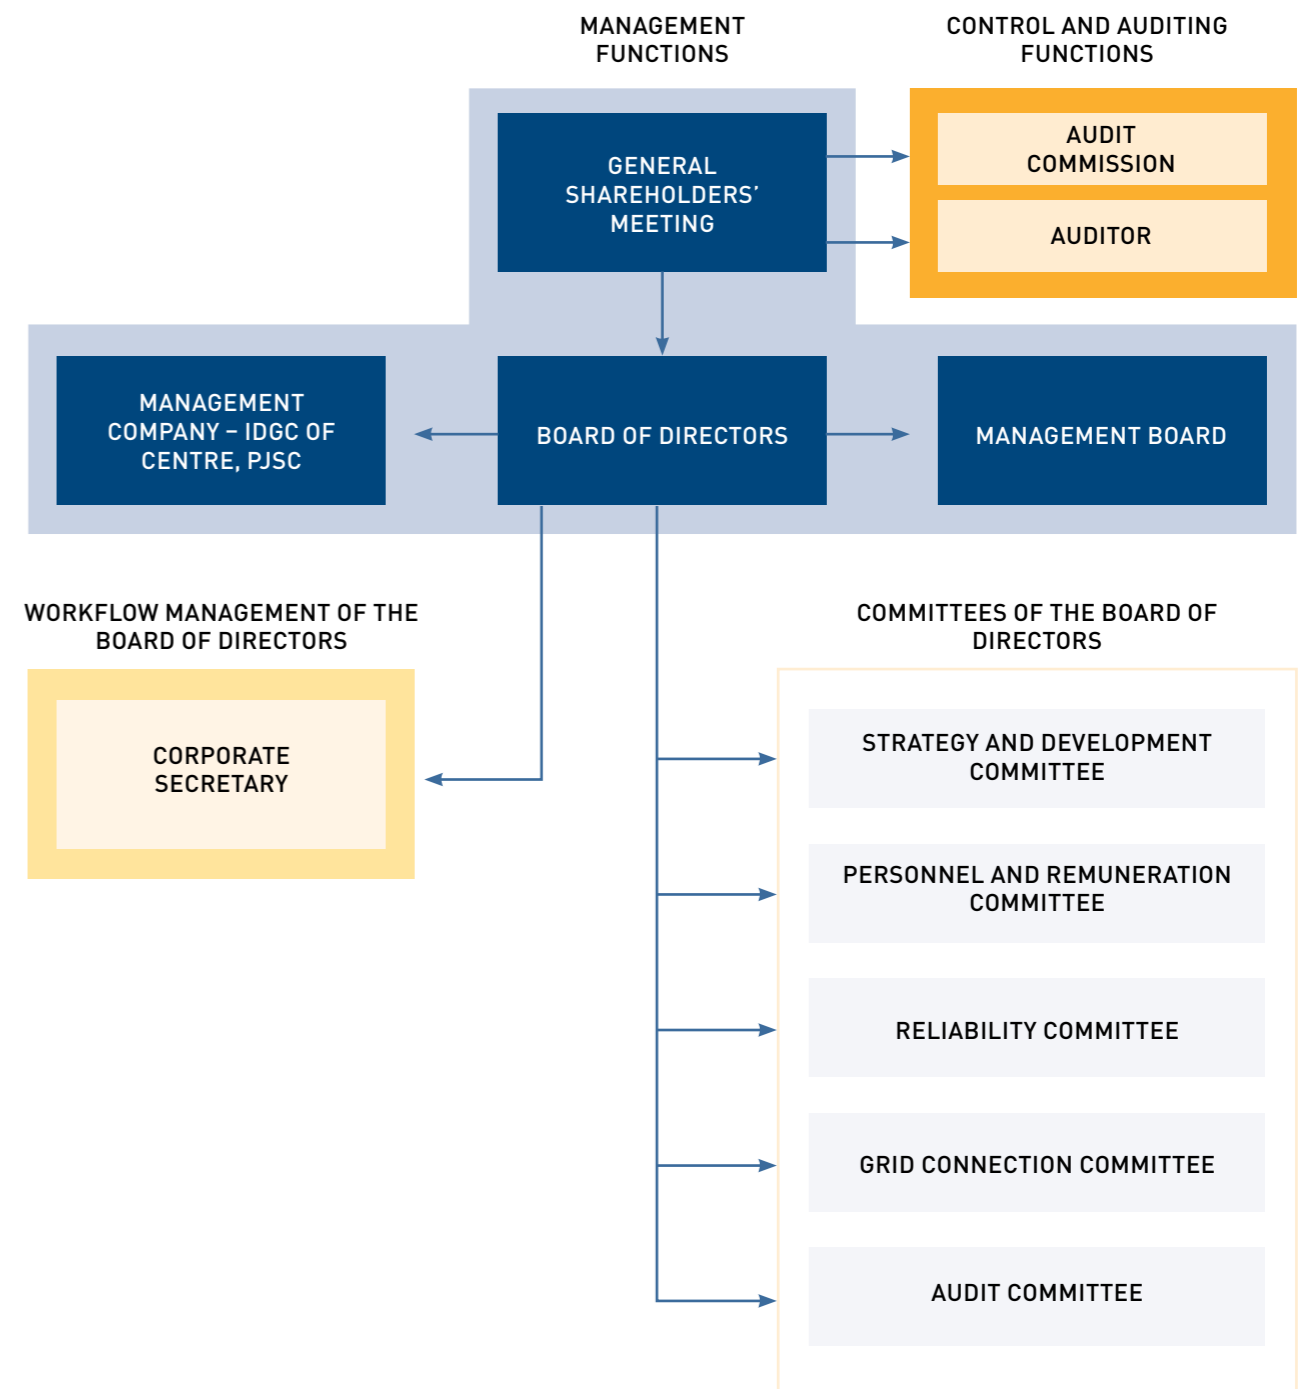 MANAGEMENT
FUNCTIONS
CONTROL AND AUDITING
FUNCTIONS
GENERAL
SHAREHOLDERS’
MEETING
AUDIT
COMMISSION
AUDITOR
MANAGEMENT
COMPANY – IDGC OF
CENTRE, PJSC
BOARD OF DIRECTORS
MANAGEMENT BOARD
WORKFLOW MANAGEMENT OF THE
BOARD OF DIRECTORS
CORPORATE
SECRETARY
COMMITTEES OF THE BOARD OF
DIRECTORS
STRATEGY AND DEVELOPMENT
COMMITTEE
PERSONNEL AND REMUNERATION
COMMITTEE
RELIABILITY COMMITTEE
GRID CONNECTION COMMITTEE
AUDIT COMMITTEE